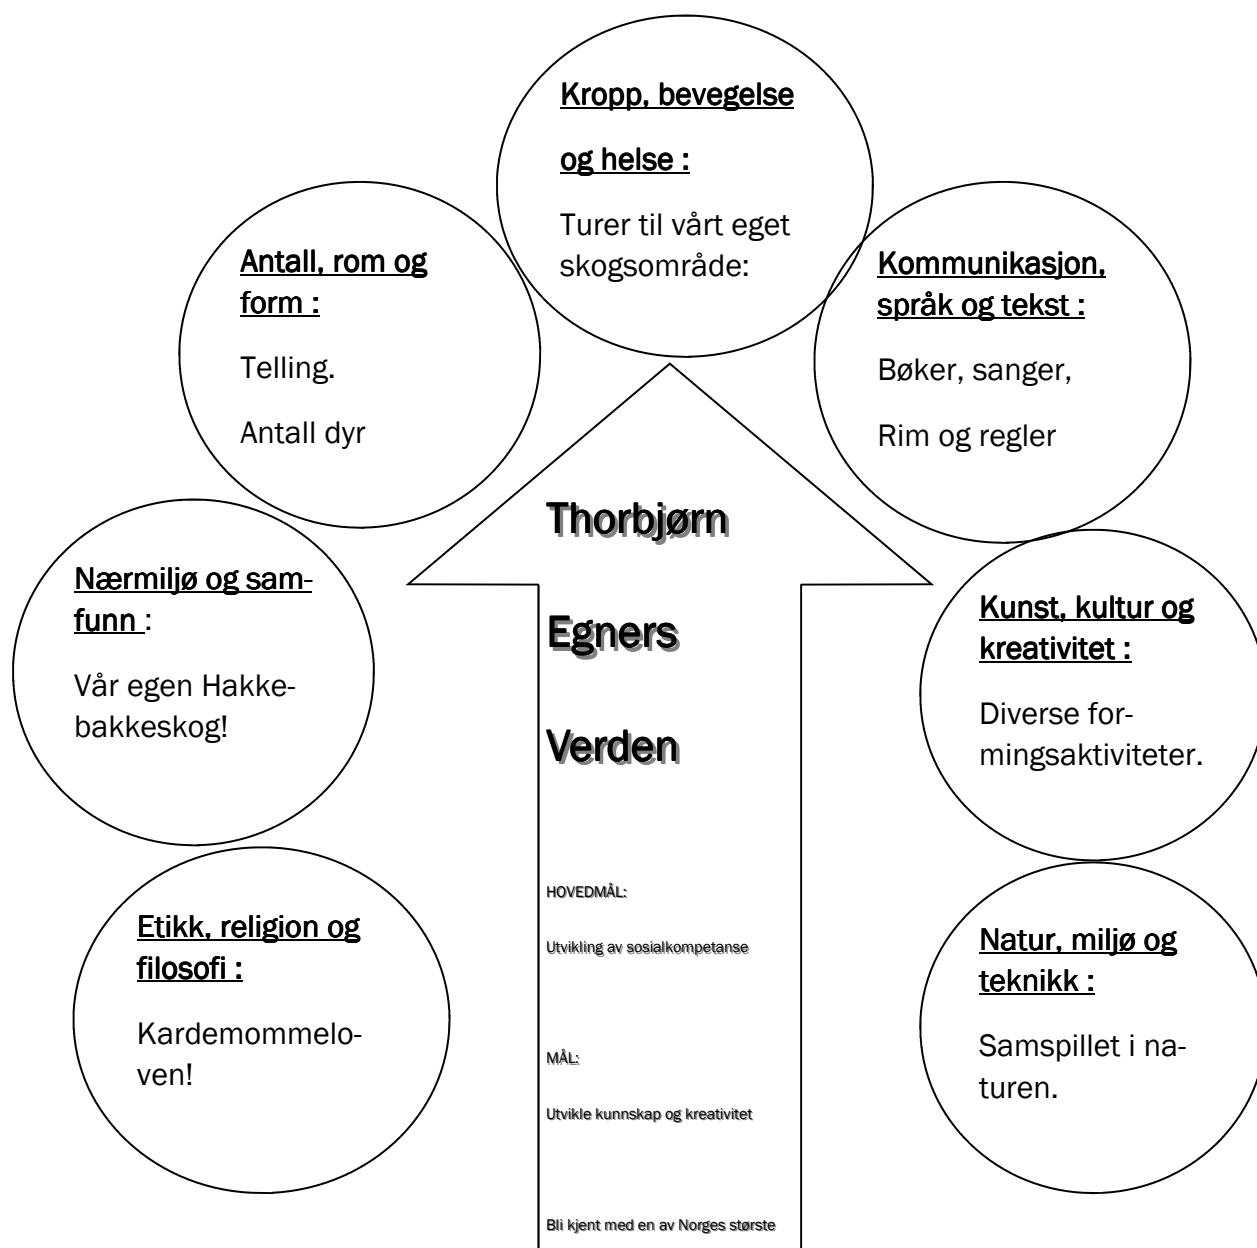 Kropp, bevegelse
og helse :
Turer til vårt eget
skogsområde:
Antall, rom og
form :
Telling.
Antall dyr
Kommunikasjon,
språk og tekst :
Bøker, sanger,
Rim og regler
Nærmiljø og sam-
funn :
Vår egen Hakke-
bakkeskog!
Kunst, kultur og
kreativitet :
Diverse for-
mingsaktiviteter.
Etikk, religion og
filosofi :
Kardemommelo-
ven!
Natur, miljø og
teknikk :
Samspillet i na-
turen.
Thorbjørn
Egners
Verden
HOVEDMÅL:
Utvikling av sosialkompetanse
MÅL:
Utvikle kunnskap og kreativitet
Bli kjent med en av Norges største